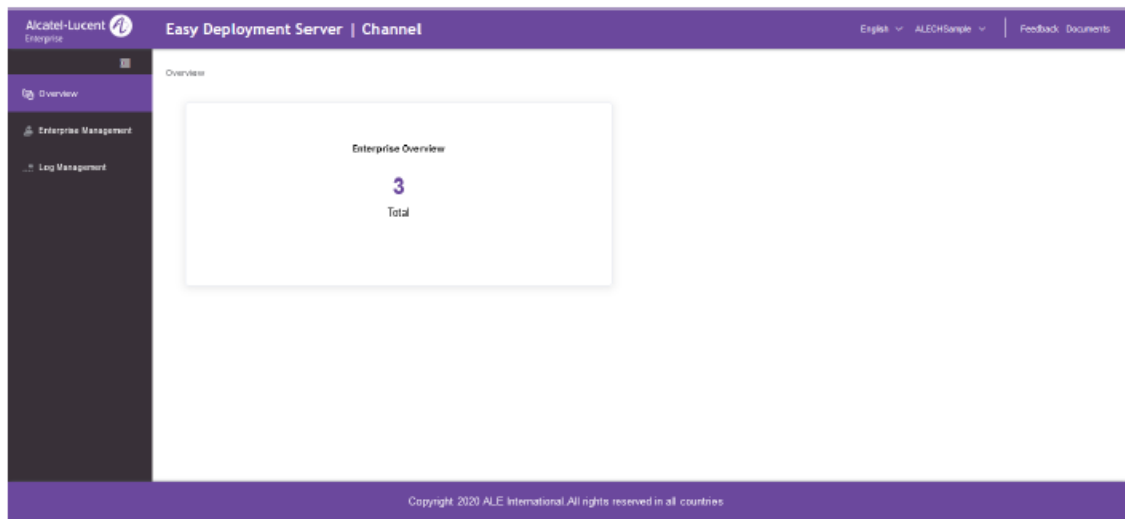 Alcatel-Lucent
Enterprise
Easy Deployment Server | Channel
English
ALECHSample
Feedback Documents
Overview
Overview
Enterprise Management
Log Management
Enterprise Overview
3
Total
Copyright 2020 ALE International.All rights reserved in all countries